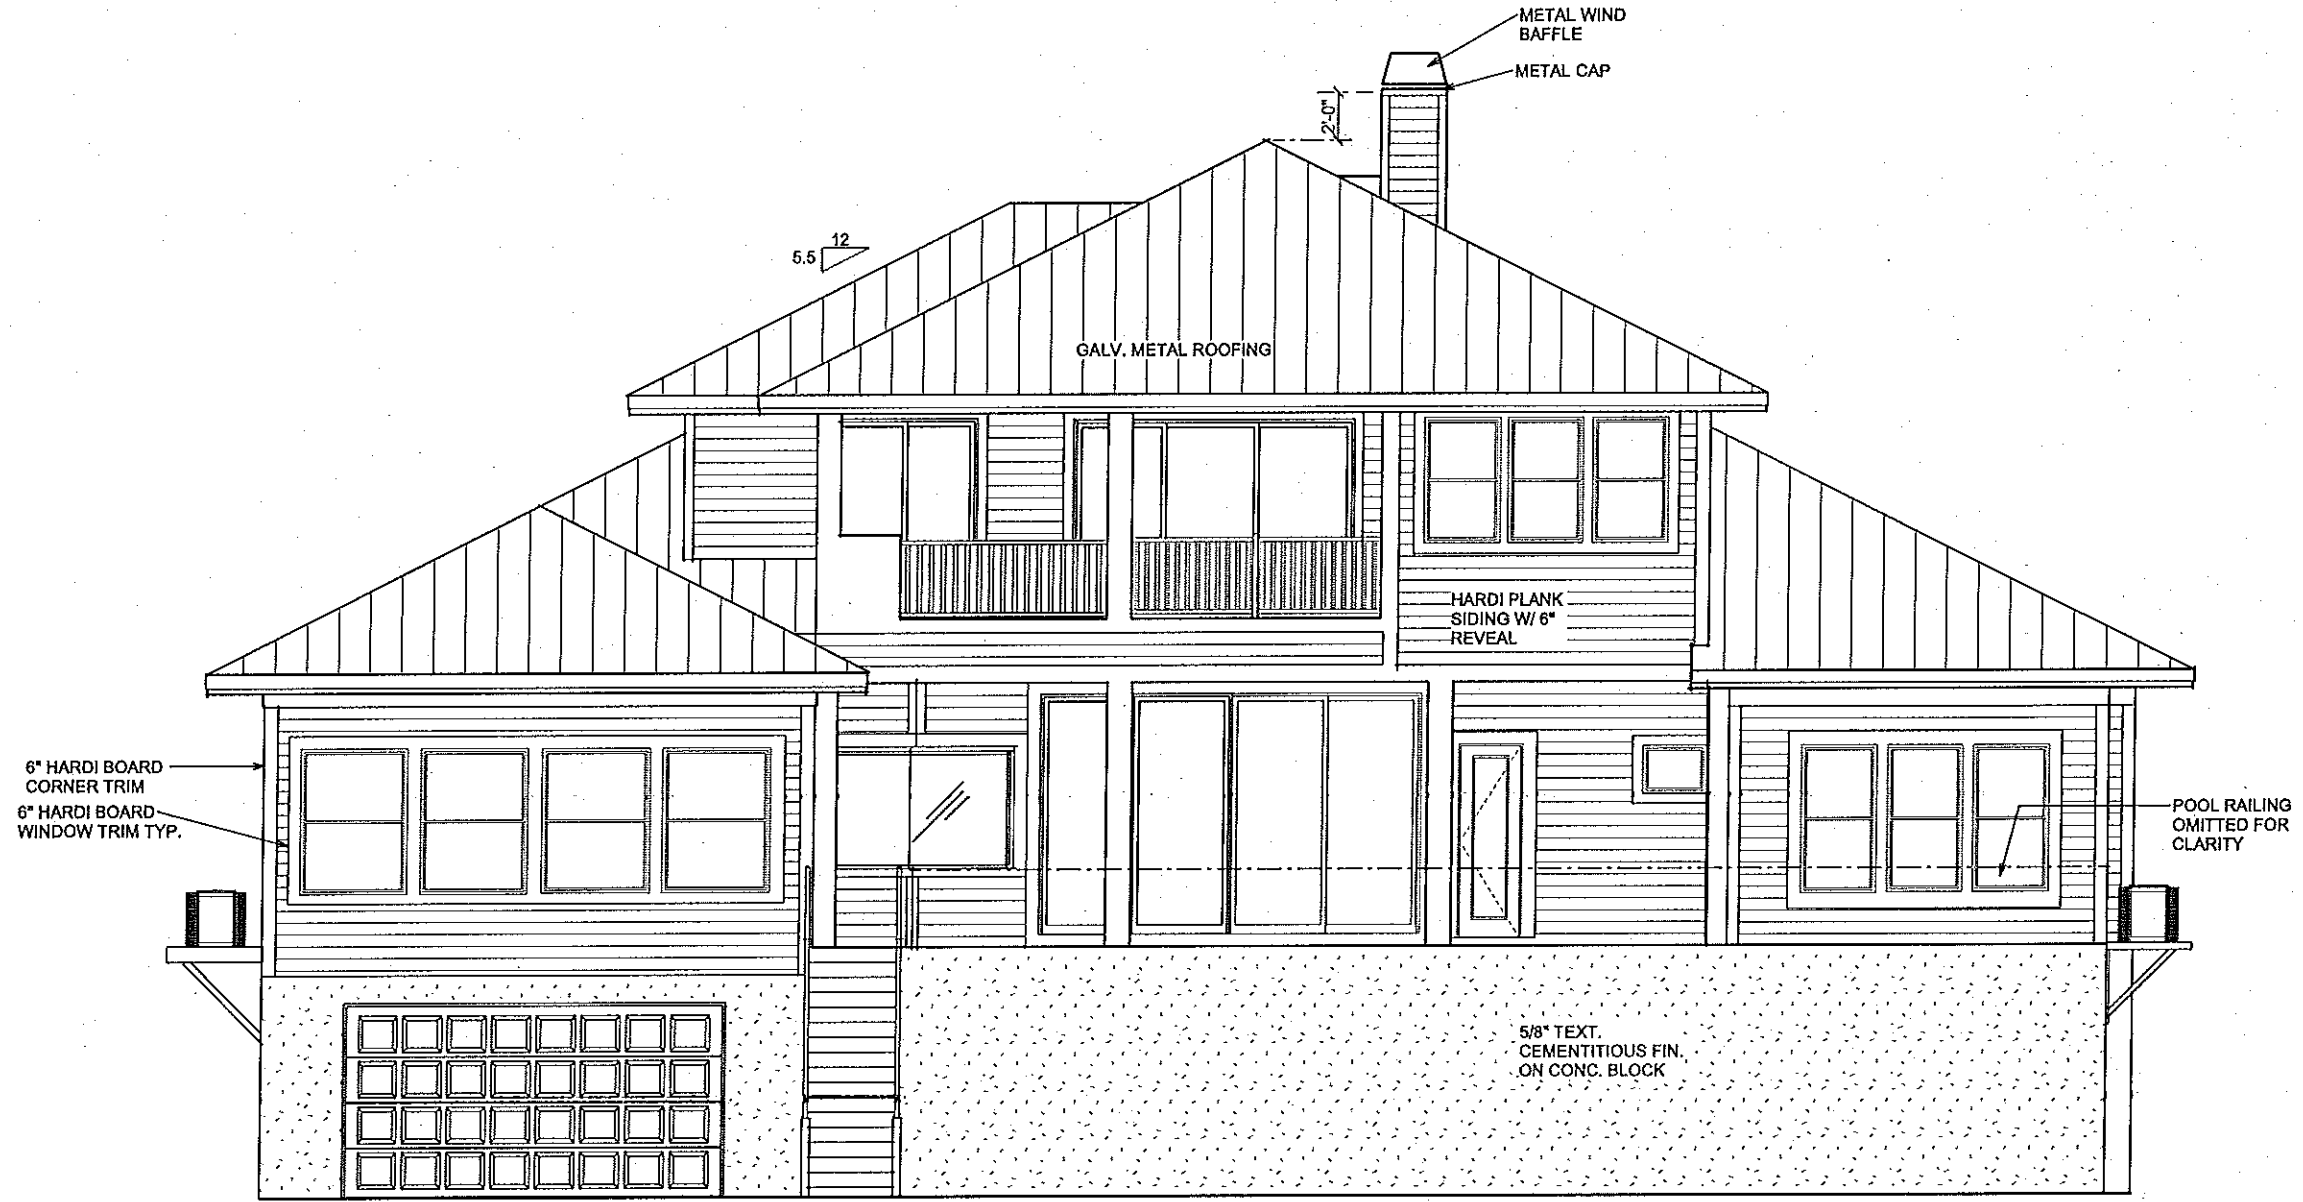 METAL WIND
BAFFLE
METAL CAP
2'-0"
12
5.5
GALV. METAL ROOFING
HARDI PLANK
SIDING W/ 6"
REVEAL
6" HARDI BOARD
CORNER TRIM
6" HARDI BOARD
WINDOW TRIM TYP.
POOL RAILING
OMITTED FOR
CLARITY
5/8" TEXT.
CEMENTITIOUS FIN.
ON CONC. BLOCK